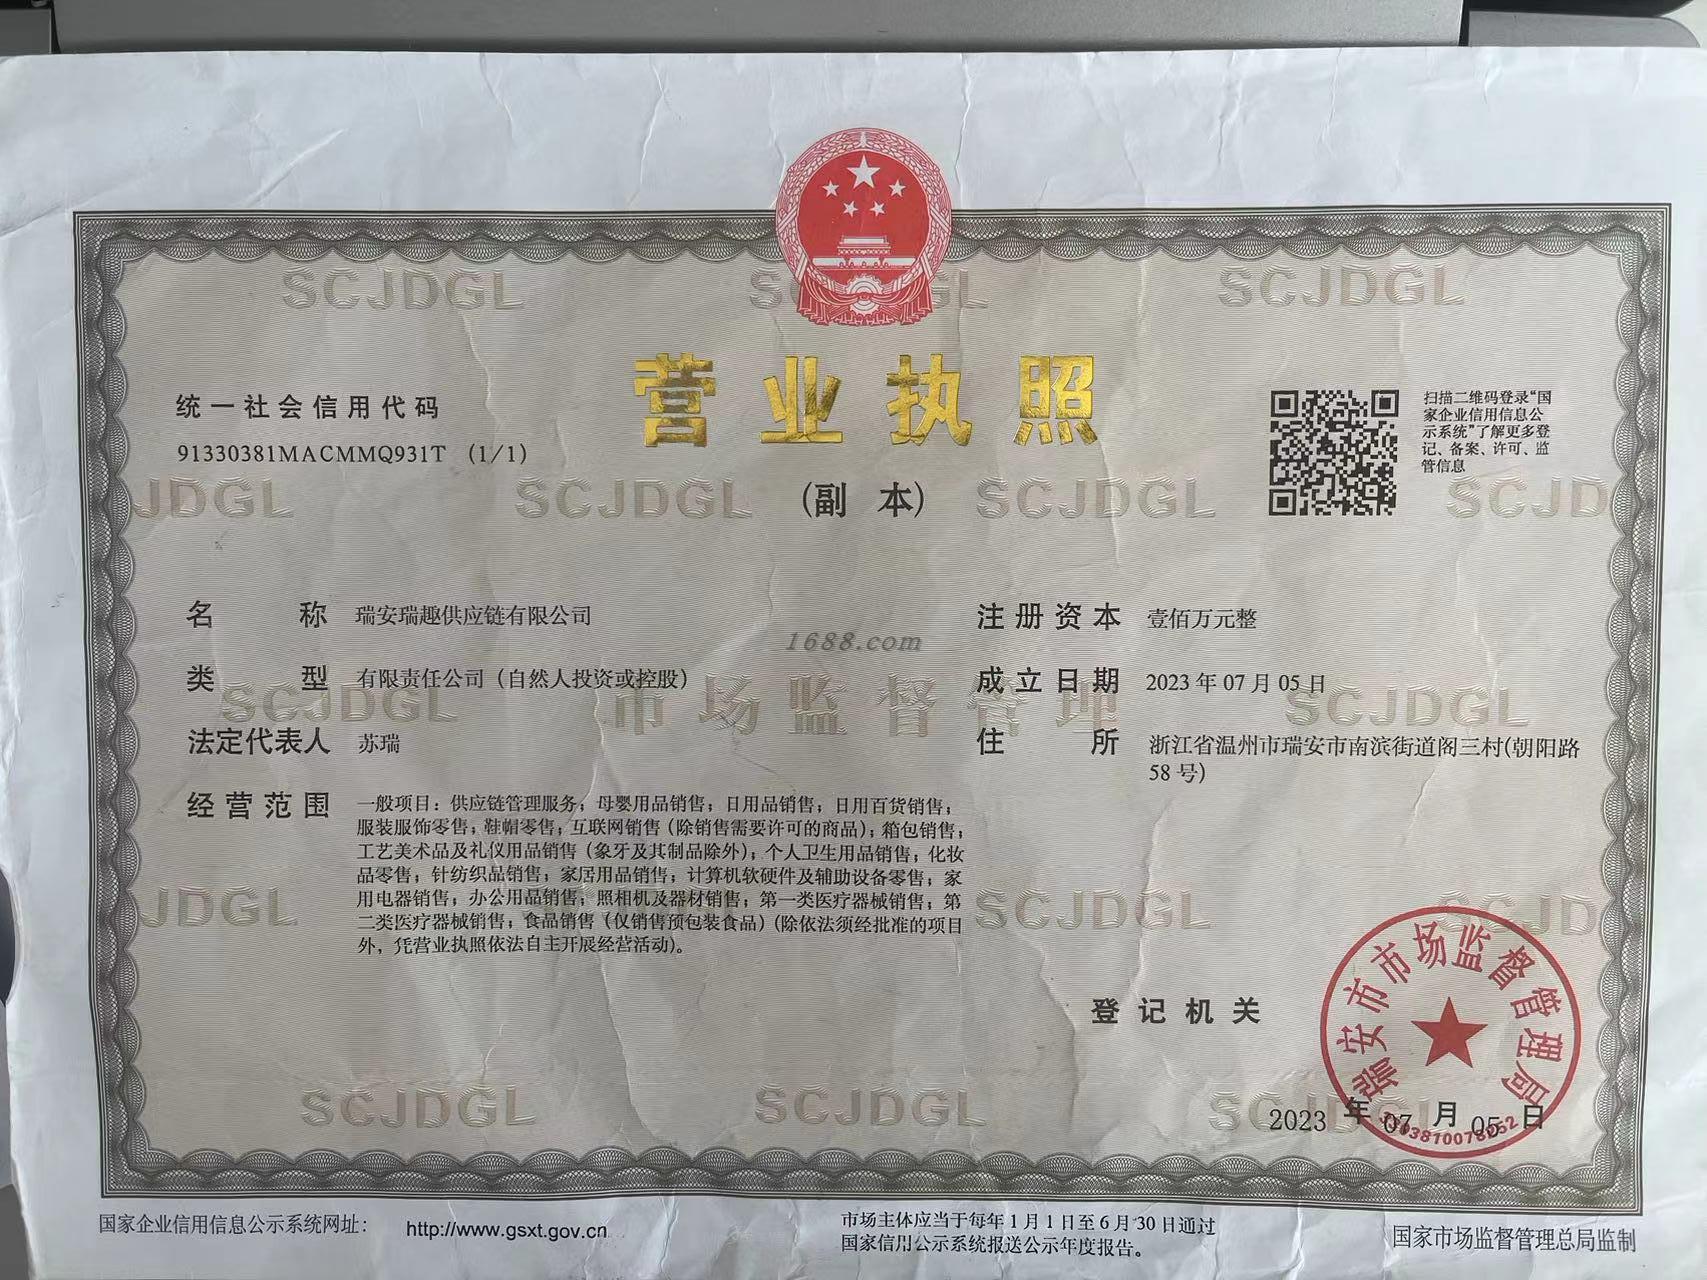 SCJDGL SCJDGL SCJDGL
营业执照
(副 本)
统一社会信用代码
91330381MACMMQ931T (1/1)
扫描二维码登录“国
家企业信用信息公
示系统”了解更多登
记、备案、许可、监
管信息
JDGL SCJDGL SCJDGL SCJD
名 称 瑞安瑞趣供应链有限公司
类 型 有限责任公司（自然人投资或控股）
法定代表人 苏瑞
经营范围 一般项目：供应链管理服务；母婴用品销售；日用品销售；日用百货销售；
服装服饰零售；鞋帽零售；互联网销售（除销售需要许可的商品）；箱包销售；
工艺美术品及礼仪用品销售（象牙及其制品除外）；个人卫生用品销售；化妆
品零售；针纺织品销售；家居用品销售；计算机软硬件及辅助设备零售；家
用电器销售；办公用品销售；照相机及器材销售；第一类医疗器械销售；第
二类医疗器械销售；食品销售（仅销售预包装食品）(除依法须经批准的项目
外，凭营业执照依法自主开展经营活动)。
注册资本 壹佰万元整
成立日期 2023 年 07 月 05 日
住 所 浙江省温州市瑞安市南滨街道阁三村(朝阳路
58 号)
1688.com
SCJDGL 市场监督管理 SCJDGL
JDGL SCJDGL SCJDGL SCJD
登记机关
瑞安市市场监督管理局
2023 年 07 月 05 日
SCJDGL SCJDGL SCJDGL
国家企业信用信息公示系统网址： http://www.gsxt.gov.cn
市场主体应当于每年 1 月 1 日至 6 月 30 日通过
国家信用公示系统报送公示年度报告。
国家市场监督管理总局监制